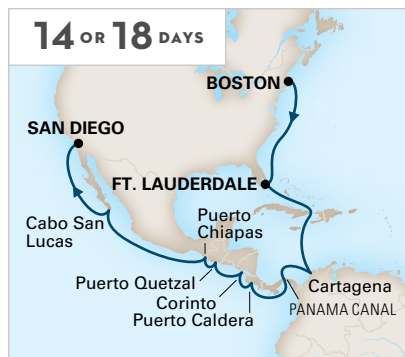 14 OR 18 DAYS
BOSTON
SAN DIEGO
FT. LAUDERDALE
Puerto
Chiapas
Cabo San
Lucas
Puerto Quetzal
Corinto
Puerto Caldera
Cartagena
PANAMA CANAL